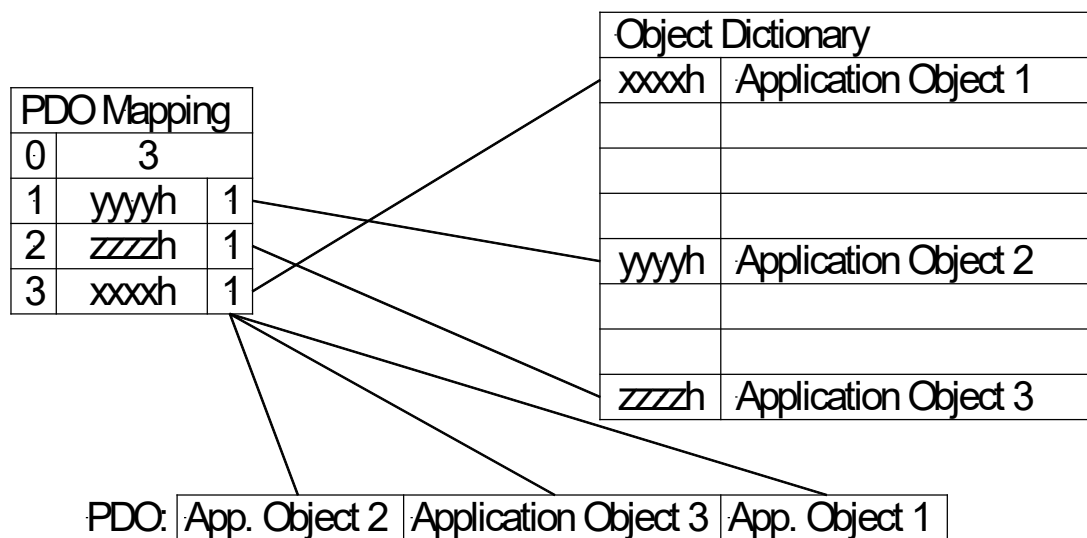 Object Dictionary
xxxxh Application Object 1
PDO Mapping
0 3
1 yyyyh 1
2 zzzzh 1
3 xxxxh 1
yyyyh Application Object 2
zzzzh Application Object 3
PDO: App. Object 2 Application Object 3 App. Object 1